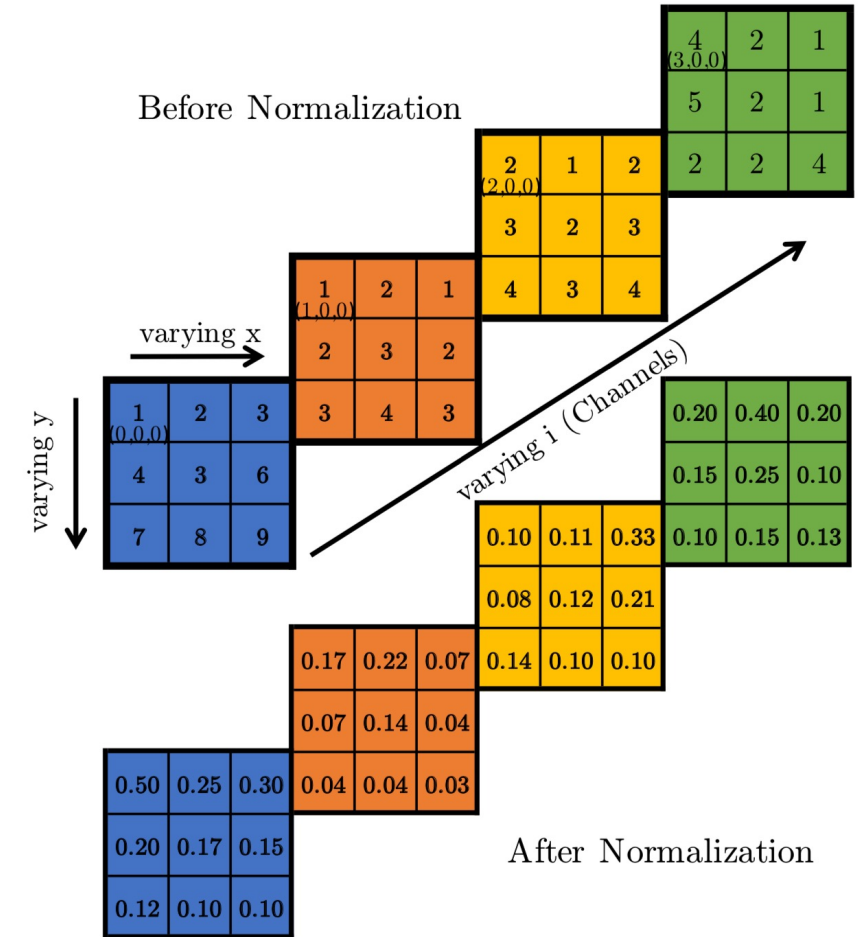 Before Normalization
4 2 1
(3,0,0)
5 2 1
2 2 4
2 1 2
(2,0,0)
3 2 3
4 3 4
1 2 1
(1,0,0)
2 3 2
3 4 3
varying x
varying y
1 2 3
(0,0,0)
4 3 6
7 8 9
varying i (Channels)
0.20 0.40 0.20
0.15 0.25 0.10
0.10 0.15 0.13
0.10 0.11 0.33
0.08 0.12 0.21
0.14 0.10 0.10
0.17 0.22 0.07
0.07 0.14 0.04
0.04 0.04 0.03
0.50 0.25 0.30
0.20 0.17 0.15
0.12 0.10 0.10
After Normalization